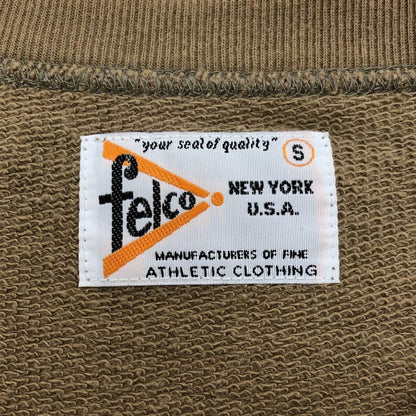 "your seal of quality"
S
felco
NEW YORK
U.S.A.
MANUFACTURERS OF FINE
ATHLETIC CLOTHING